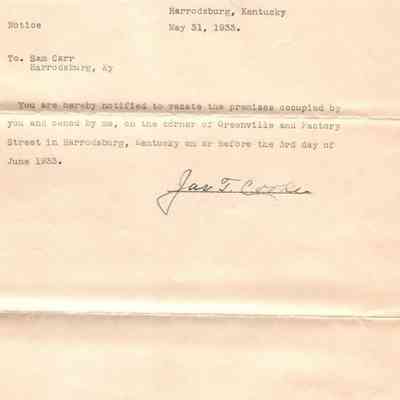 Harrodsburg, Kentucky
Notice
May 31, 1933.
To. Sam Carr
Harrodsburg, Ky
You are hereby notified to vacate the premises occupied by
you and owned by me, on the corner of Greenville and Factory
Street in Harrodsburg, Kentucky on or before the 3rd day of
June 1933.
Jas T.